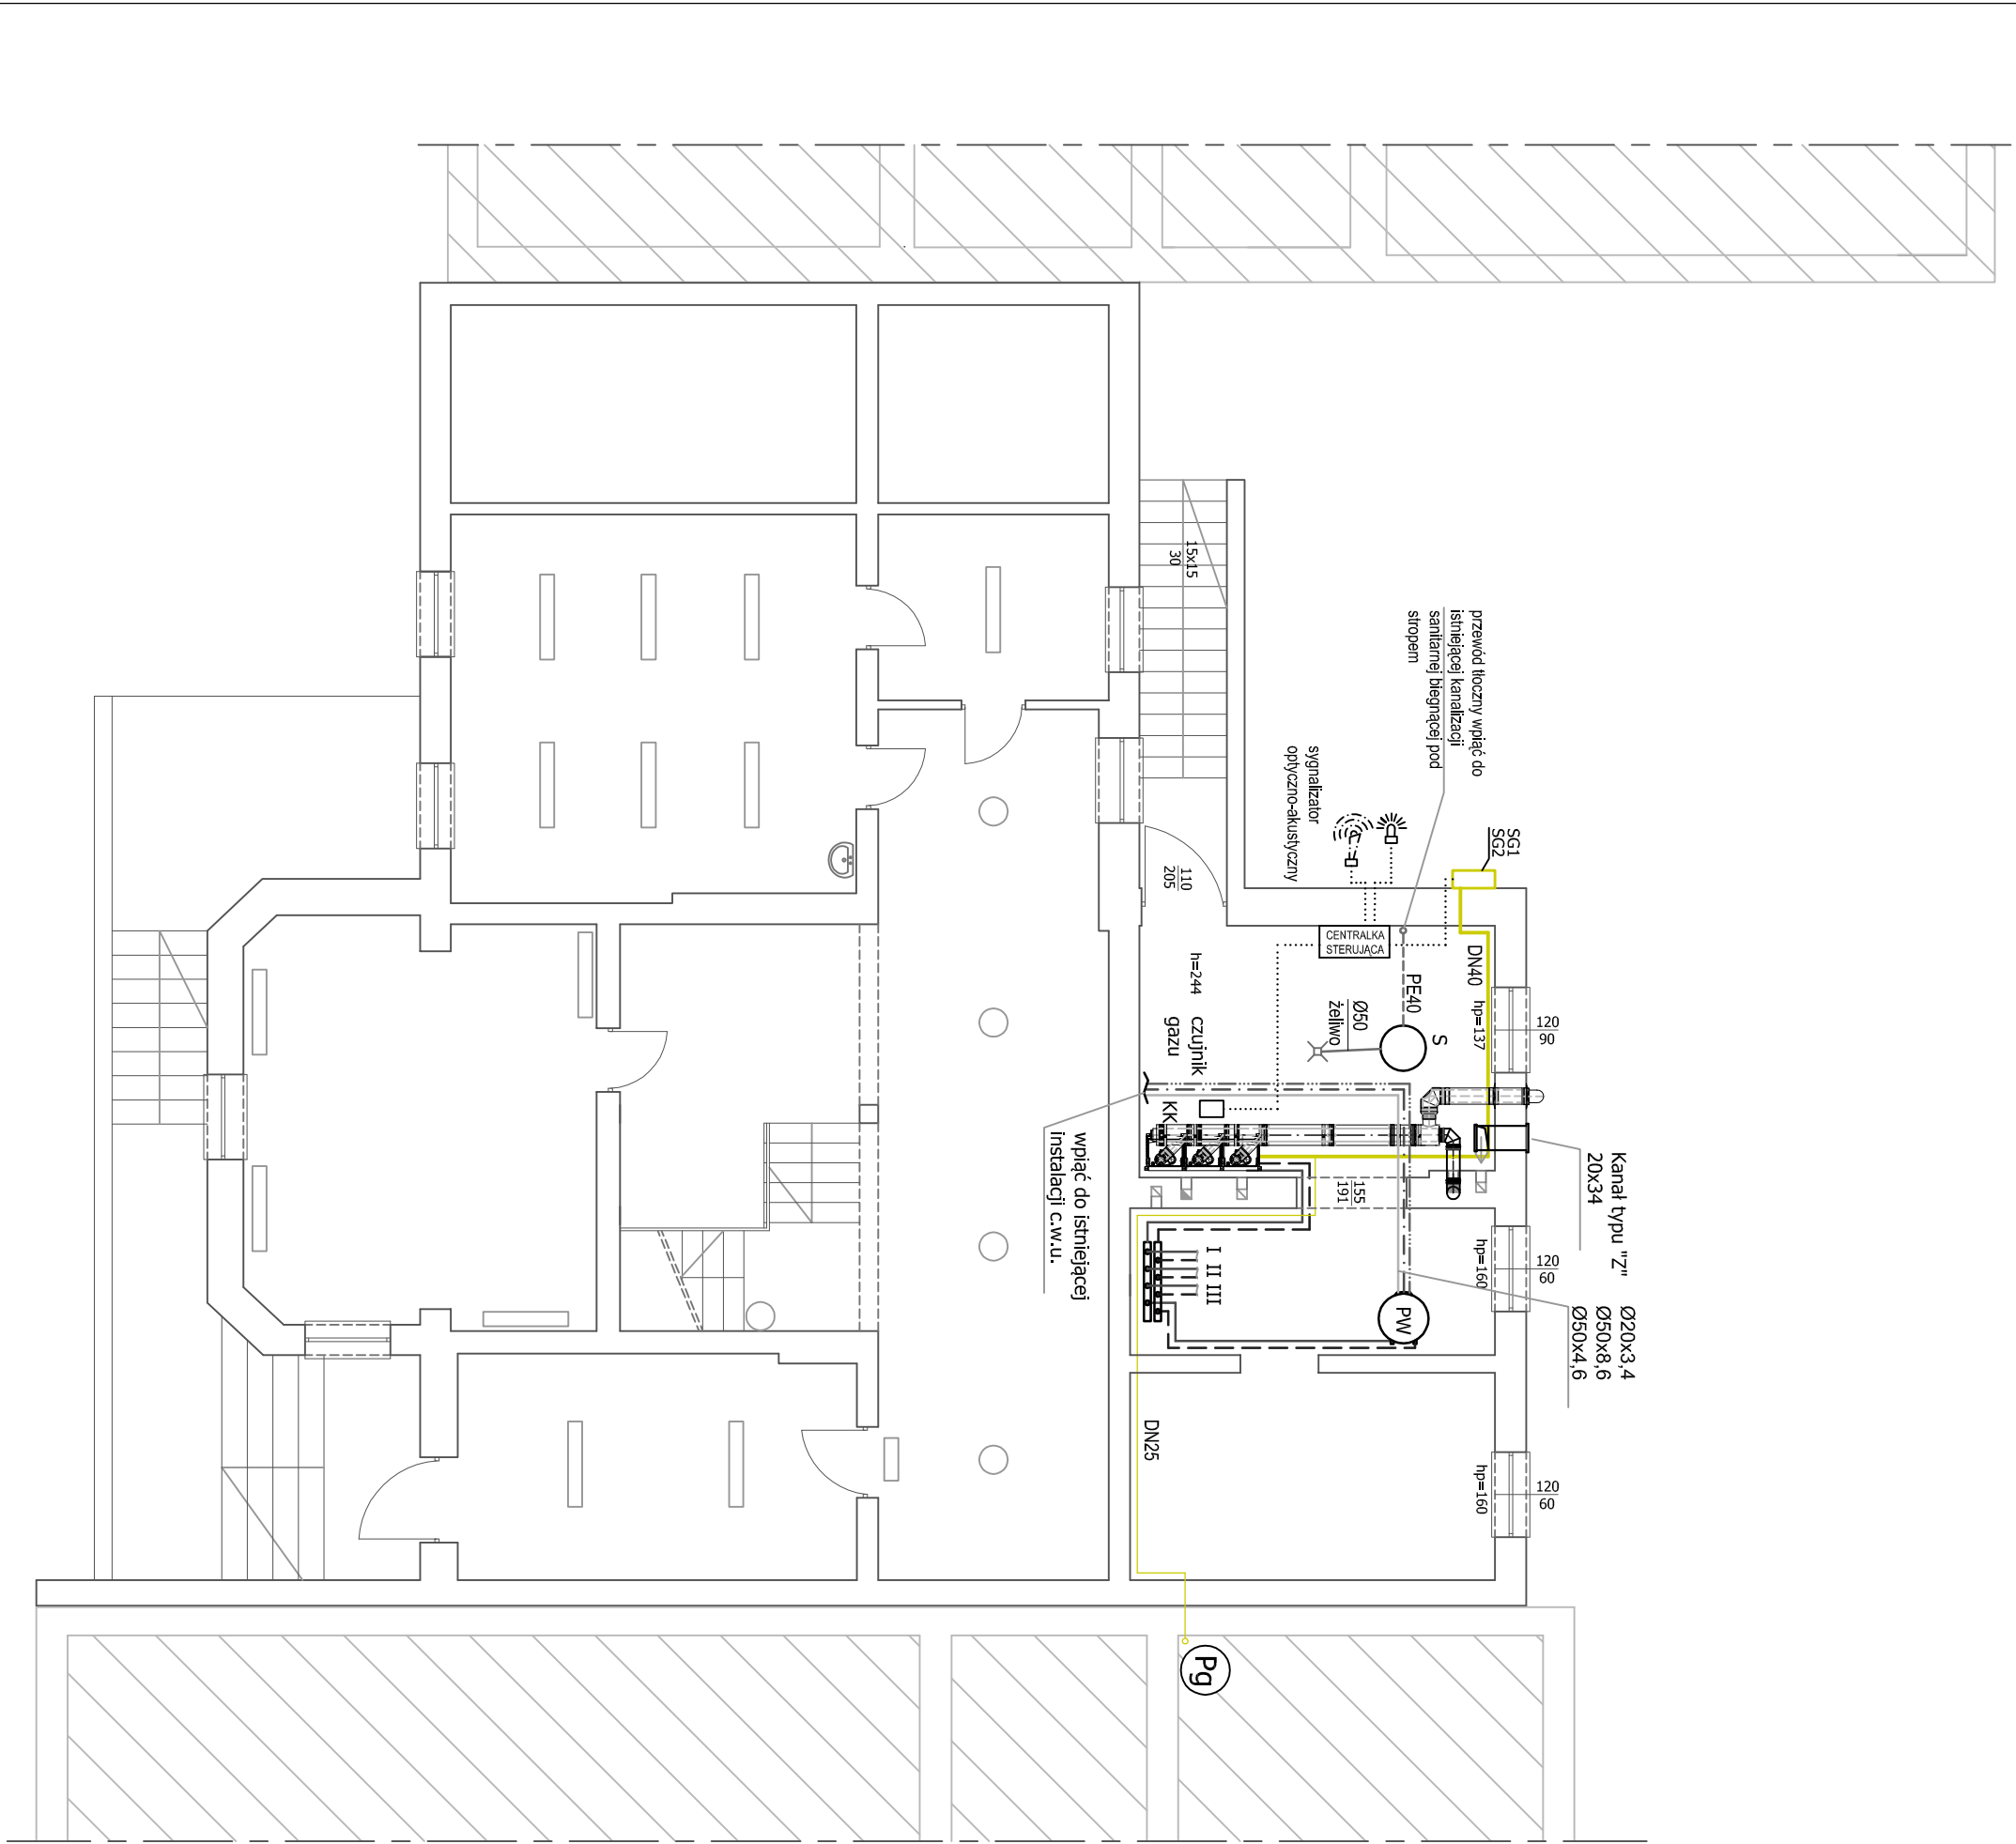 15x15
30
przewód tłoczny wpiąć do
istniejącej kanalizacji
sanitarnej biegnącej pod
stropem
sygnalizator
optyczno-akustyczny
SG1
SG2
110
205
CENTRALKA
STERUJĄCA
DN40
h=244
PE40
hp=137
120
90
Ø50
żeliwo
S
czujnik
gazu
KK
wpiąć do istniejącej
instalacji c.w.u.
Kanał typu "Z"
20x34
155
191
I II III
hp=160
120
60
PW
Ø20x3,4
Ø50x8,6
Ø50x4,6
DN25
hp=160
120
60
Pg